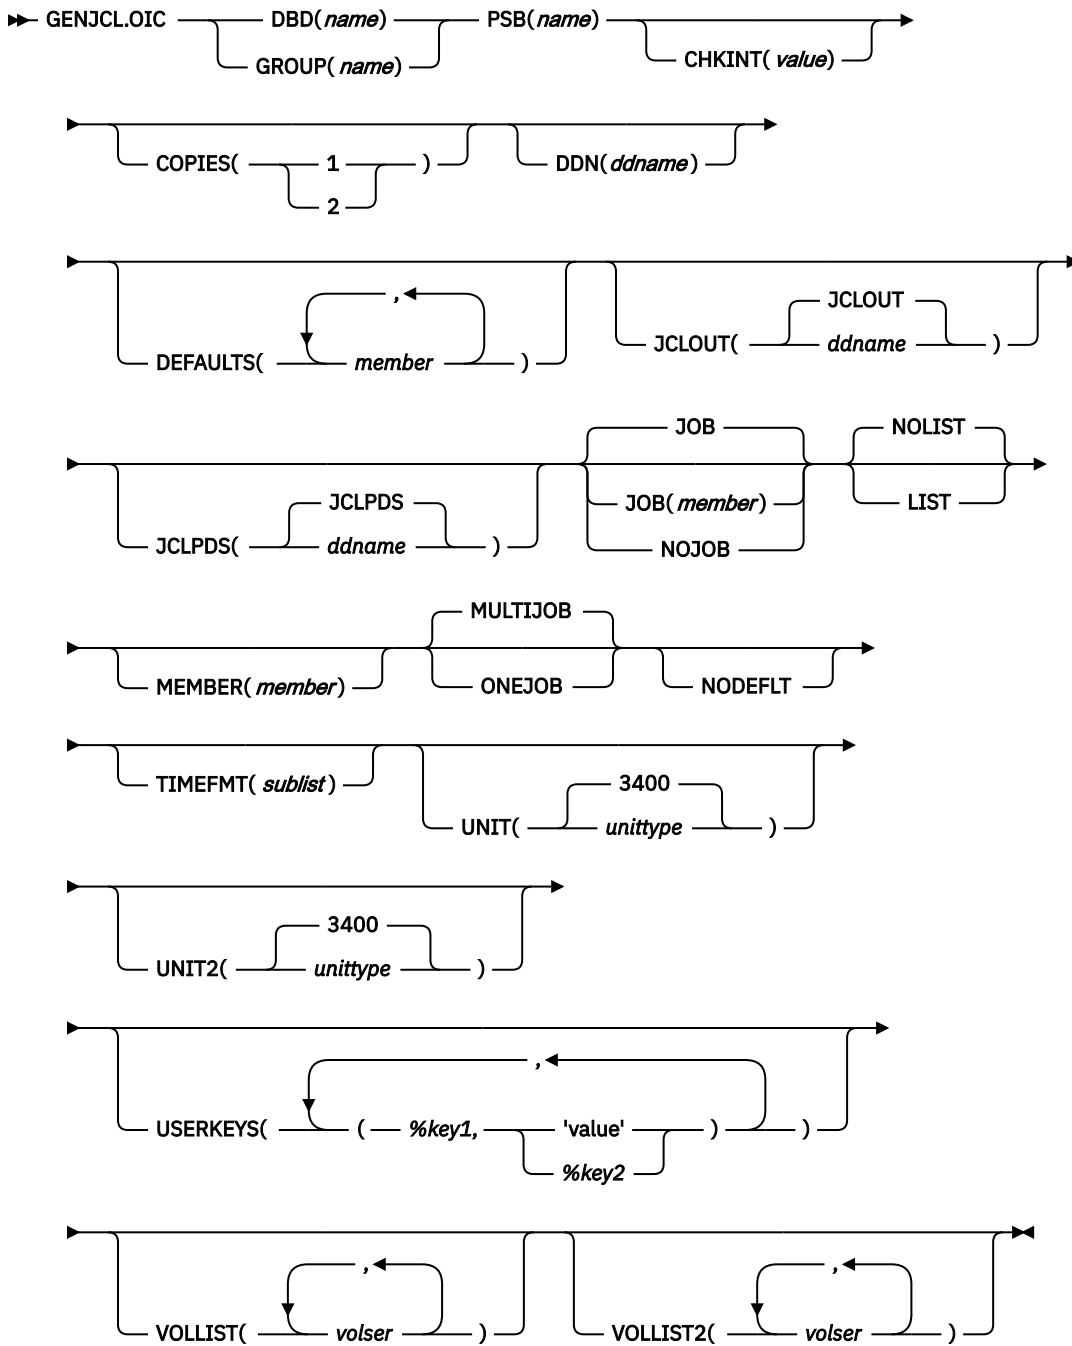 GENJCL.OIC DBD(name) PSB(name)
GROUP(name) CHKINT(value)
COPIES( 1 ) DDN(ddname)
2
,
DEFAULTS( member )
JCLOUT
JCLOUT( ddname )
JOB NOLIST
JCLPDS
JCLPDS( ddname )
JOB(member) LIST
NOJOB
MULTIJOB
MEMBER(member) ONEJOB NODEFLT
TIMEFMT(sublist)
3400
UNIT( unittype )
3400
UNIT2( unittype )
,
USERKEYS( ( %key1, 'value' ) )
%key2
, ,
VOLLIST( volser ) VOLLIST2( volser )